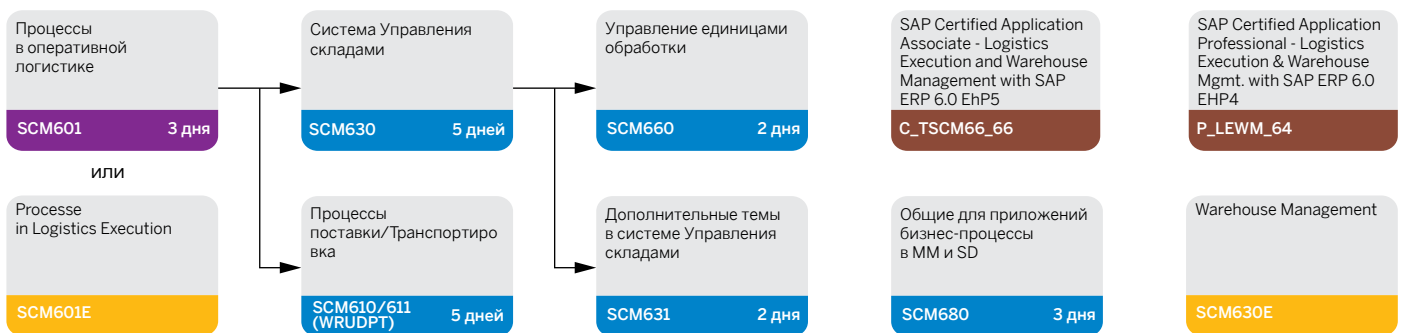 Процессы
в оперативной
логистике
SCM601 3 дня
Система Управления
складами
SCM630 5 дней
Управление единицами
обработки
SCM660 2 дня
SAP Certified Application
Associate - Logistics
Execution and Warehouse
Management with SAP
ERP 6.0 EhP5
C_TSCM66_66
SAP Certified Application
Professional - Logistics
Execution & Warehouse
Mgmt. with SAP ERP 6.0
EHP4
P_LEWM_64
или
Processe
in Logistics Execution
SCM601E
Процессы
поставки/Транспортиро
вка
SCM610/611
(WRUDPT) 5 дней
Дополнительные темы
в системе Управления
складами
SCM631 2 дня
Общие для приложений
бизнес-процессы
в ММ и SD
SCM680 3 дня
Warehouse Management
SCM630E